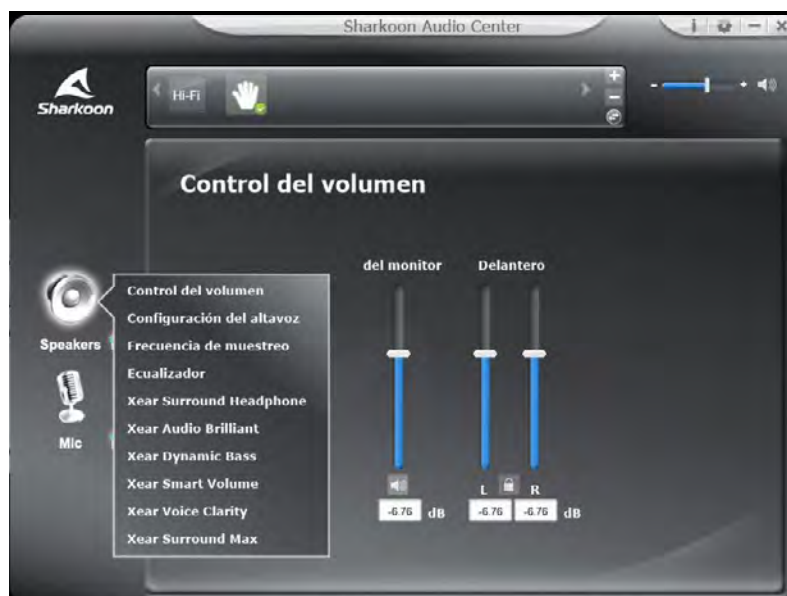 Sharkoon Audio Center
Sharkoon
Hi-Fi
Control del volumen
del monitor Delantero
Control del volumen
Configuración del altavoz
Speakers
Frecuencia de muestreo
Ecualizador
Xear Surround Headphone
Xear Audio Brilliant
Mic
Xear Dynamic Bass
Xear Smart Volume
Xear Voice Clarity
Xear Surround Max
L R
-6.76 dB -6.76 -6.76 dB